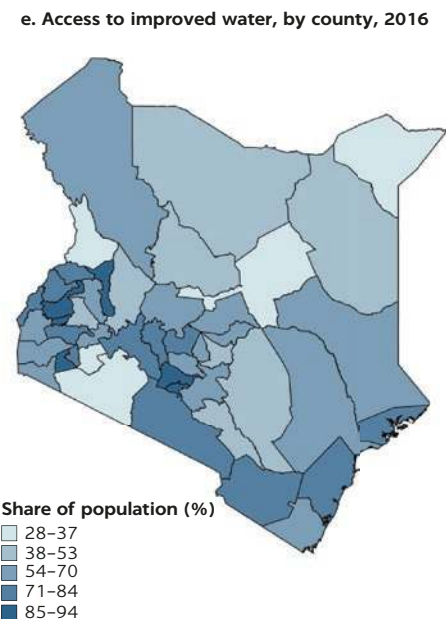 e. Access to improved water, by county, 2016
Share of population (%)
28–37
38–53
54–70
71–84
85–94